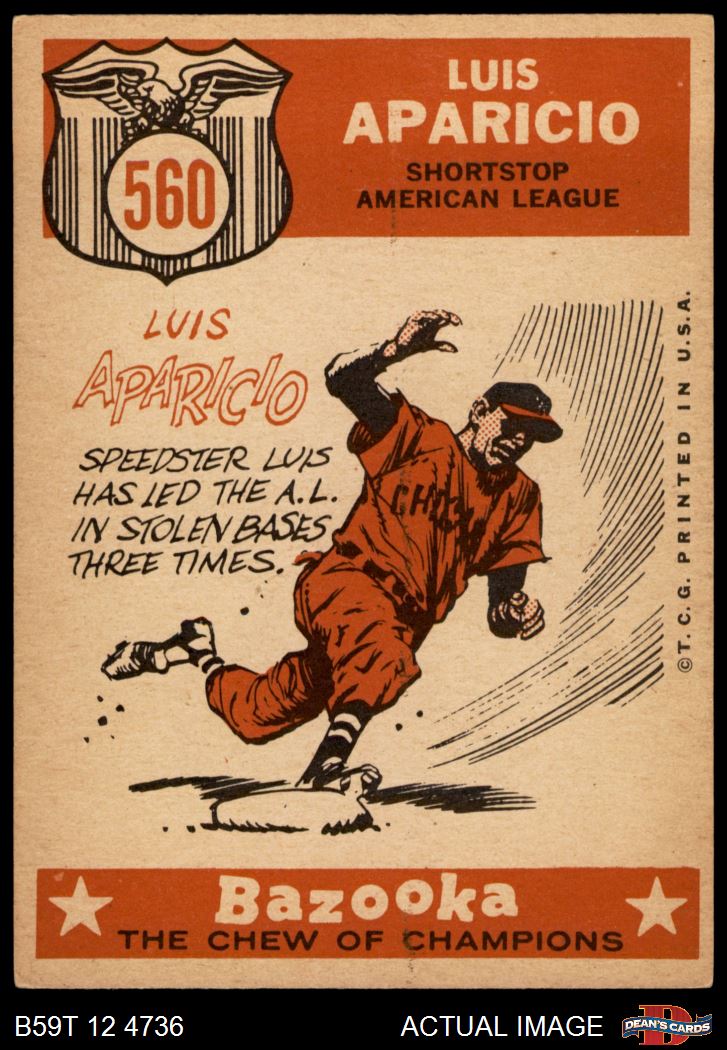 560
LUIS
APARICIO
SHORTSTOP
AMERICAN LEAGUE
LUIS
APARICIO
SPEEDSTER LUIS
HAS LED THE A.L.
IN STOLEN BASES
THREE TIMES.
CHICA
© T. C. G. PRINTED IN U.S.A.
Bazooka
THE CHEW OF CHAMPIONS
B59T 12 4736
ACTUAL IMAGE
D
DEAN'S CARDS